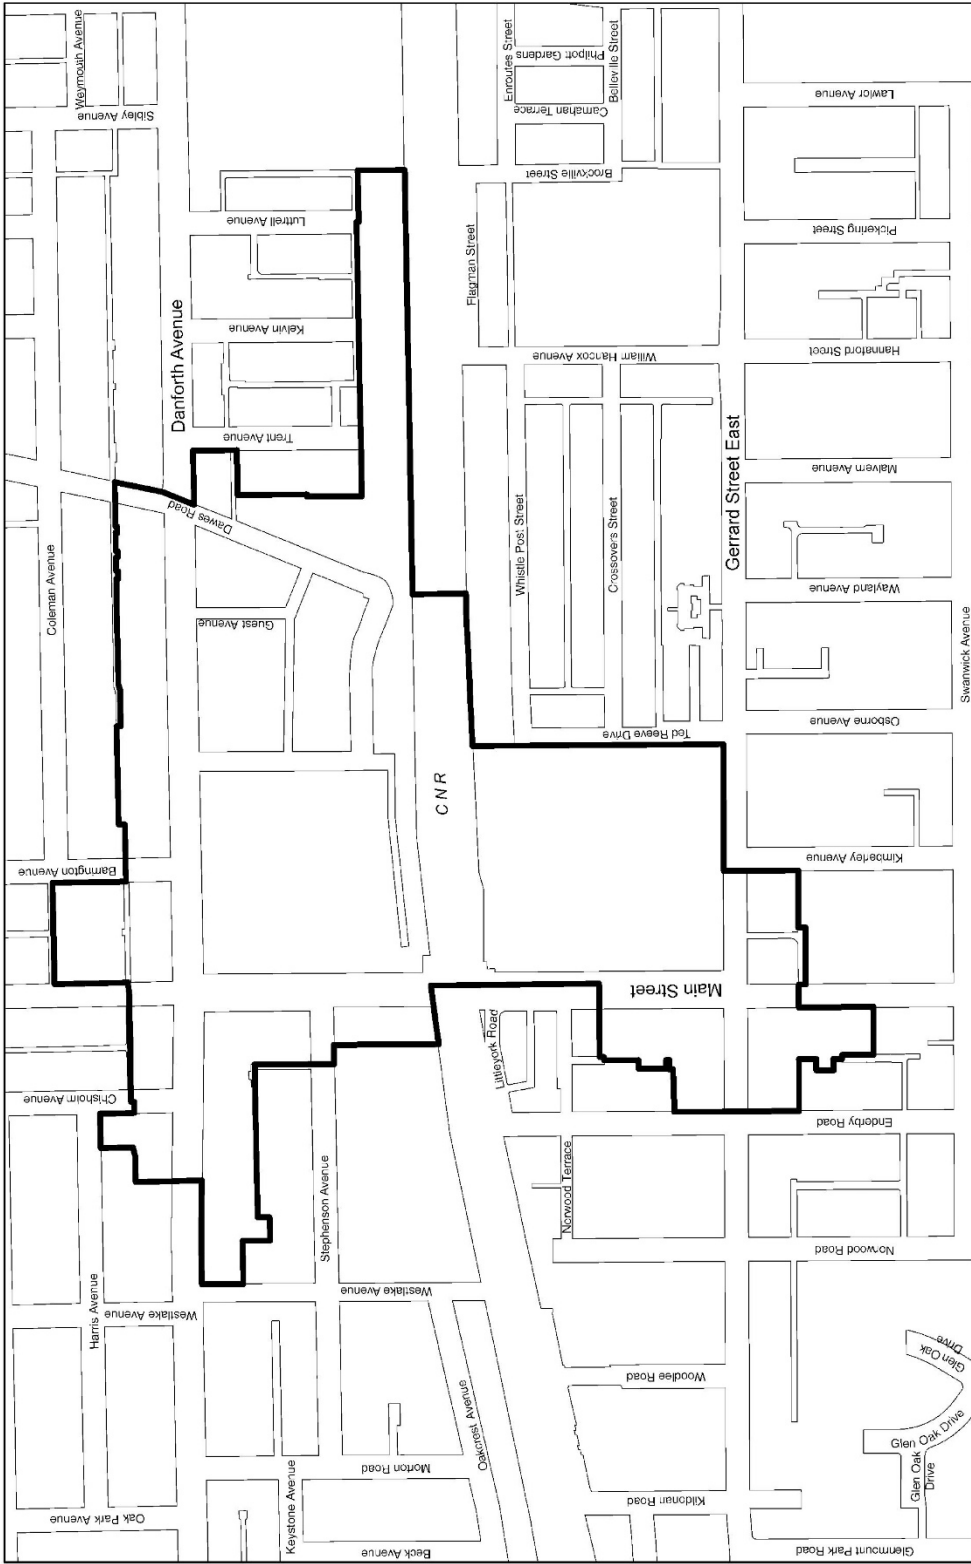 Weymouth Avenue
Sibley Avenue
Enroutes Street
Philpott Gardens
Belleville Street
Carnahan Terrace
Lawlor Avenue
Brockville Street
Luttrell Avenue
Pickering Street
Flagman Street
Kelvin Avenue
Danforth Avenue
William Hancox Avenue
Hannaford Street
Trent Avenue
Gerrard Street East
Malvern Avenue
Dawes Road
Coleman Avenue
Whistle Post Street
Crossovers Street
Wayland Avenue
Guest Avenue
Swanwick Avenue
Osborne Avenue
Ted Reeve Drive
CNR
Barrington Avenue
Kimberley Avenue
Main Street
Littleyork Road
Chisholm Avenue
Enderby Road
Stephenson Avenue
Norwood Terrace
Norwood Road
Harris Avenue
Westlake Avenue
Westlake Avenue
Glen Oak
Drive
Woodlee Road
Oakcrest Avenue
Glen Oak Drive
Morton Road
Glen Oak
Drive
Keystone Avenue
Kildonan Road
Oak Park Avenue
Beck Avenue
Glenmount Park Road